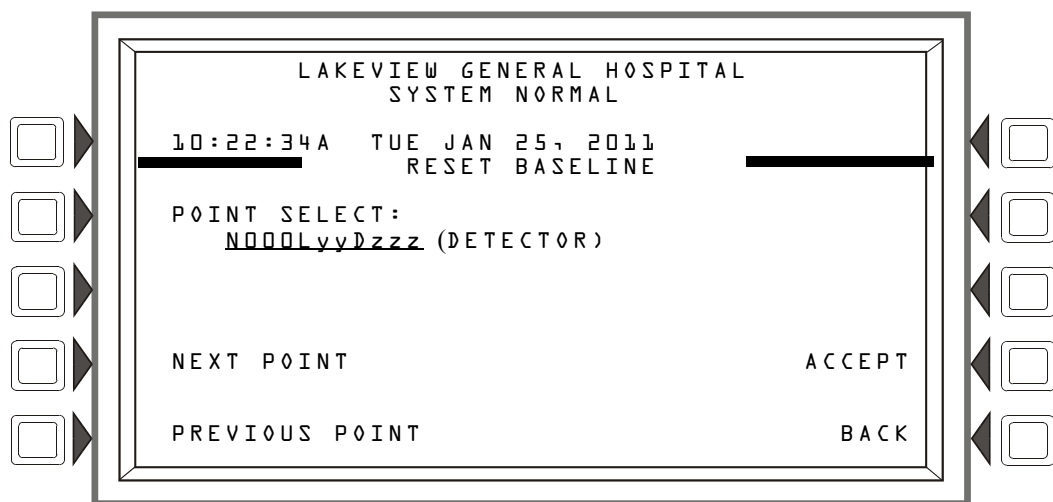 LAKEVIEW GENERAL HOSPITAL
SYSTEM NORMAL
10:22:34A TUE JAN 25, 2011
RESET BASELINE
POINT SELECT:
N000LyyDzzz (DETECTOR)
NEXT POINT
ACCEPT
PREVIOUS POINT
BACK